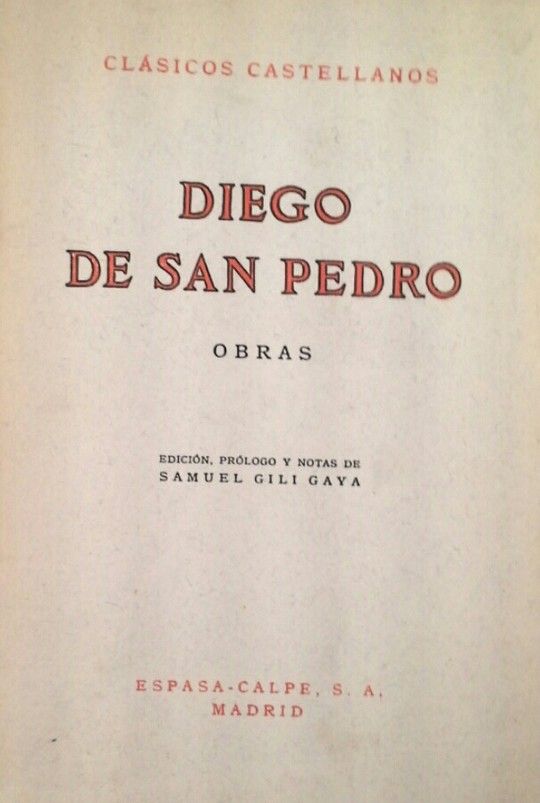 CLÁSICOS CASTELLANOS
DIEGO
DE SAN PEDRO
OBRAS
EDICIÓN, PRÓLOGO Y NOTAS DE
SAMUEL GILI GAYA
ESPASA-CALPE, S. A.
MADRID